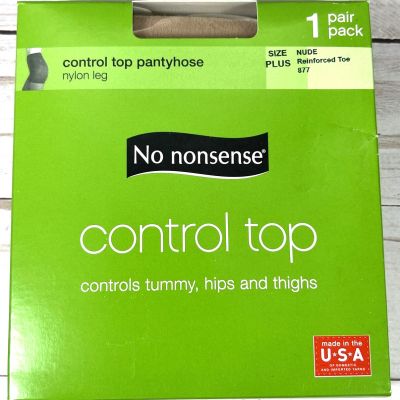 1 pair
pack
control top pantyhose
nylon leg
SIZE NUDE
PLUS Reinforced Toe
877
No nonsense®
control top
controls tummy, hips and thighs
made in the
U★S★A
OF DOMESTIC
AND IMPORTED YARNS